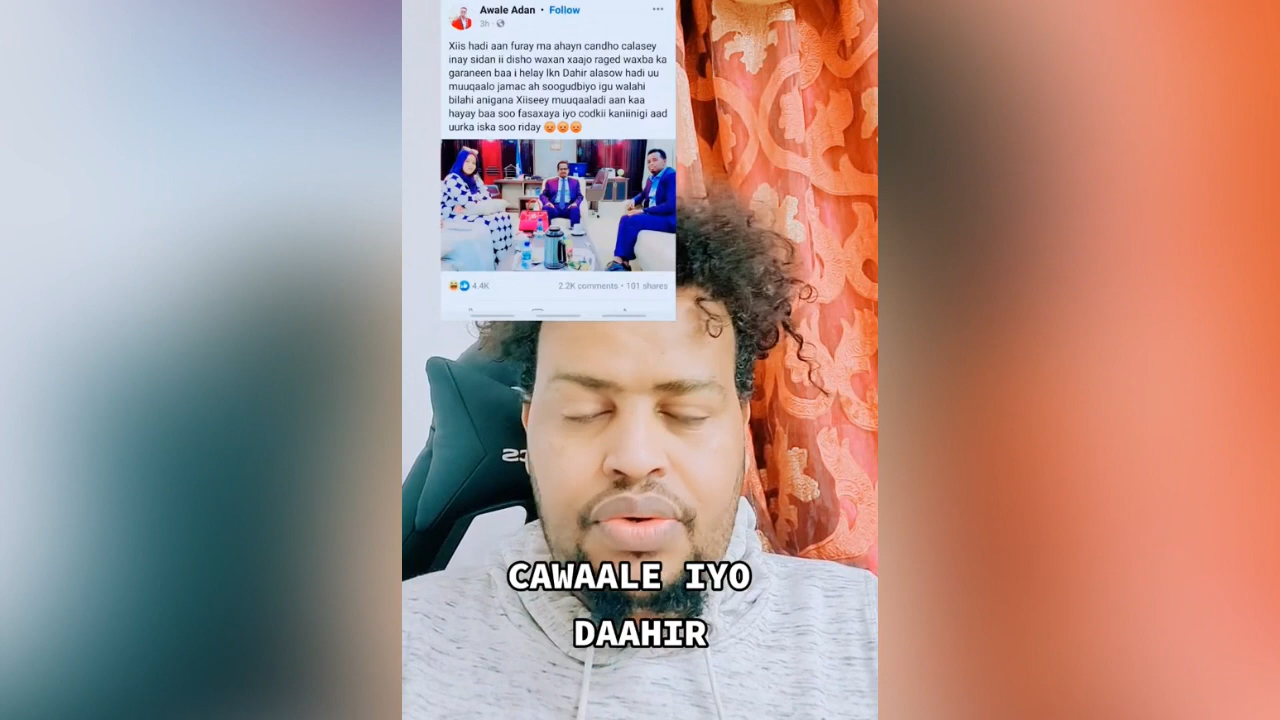 Awale Adan • Follow
3h
Xiis hadi aan furay ma ahayn candho calasey
inay sidan ii disho waxan xaajo raged waxba ka
garaneen baa i helay lkn Dahir alasow hadi uu
muuqaalo jamac ah soogudbiyo igu walahi
bilahi anigana Xiiseey muuqaaladi aan kaa
hayay baa soo fasaxaya iyo codkii kaniinigi aad
uurka iska soo riday
4.4K
2.2K comments • 101 shares
CAWAALE IYO
DAAHIR